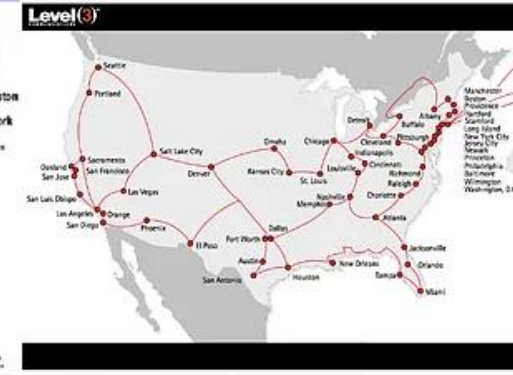 Level(3)
ston
rk
Seattle
Portland
Sacramento
Oakland
San Francisco
San Jose
San Luis Obispo
Los Angeles
Orange
San Diego
Las Vegas
Salt Lake City
Denver
Phoenix
El Paso
Omaha
Kansas City
St. Louis
Chicago
Detroit
Cleveland
Buffalo
Pittsburgh
Albany
Indianapolis
Cincinnati
Louisville
Nashville
Memphis
Dallas
Fort Worth
Austin
San Antonio
Houston
New Orleans
Atlanta
Charlotte
Raleigh
Richmond
Jacksonville
Orlando
Tampa
Miami
Manchester
Boston
Providence
Hartford
Stamford
Long Island
New York City
Jersey City
Newark
Princeton
Philadelphia
Baltimore
Wilmington
Washington, D.C